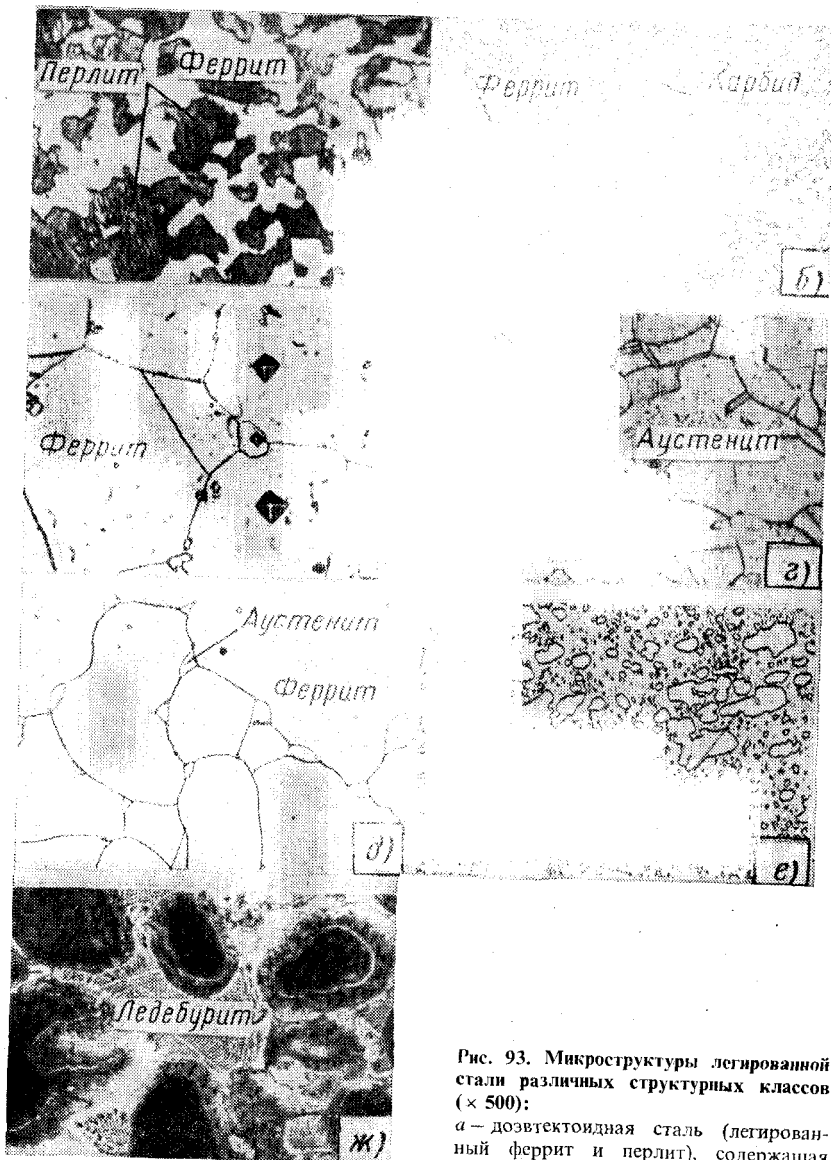 Перлит Феррит
Феррит Карбид
б)
Феррит
Аустенит
г)
Аустенит
Феррит
д)
е)
Ледебурит
ж)
Рис. 93. Микроструктуры легированной
стали различных структурных классов
(× 500):
а – доэвтектоидная сталь (легирован-
ный феррит и перлит), содержащая